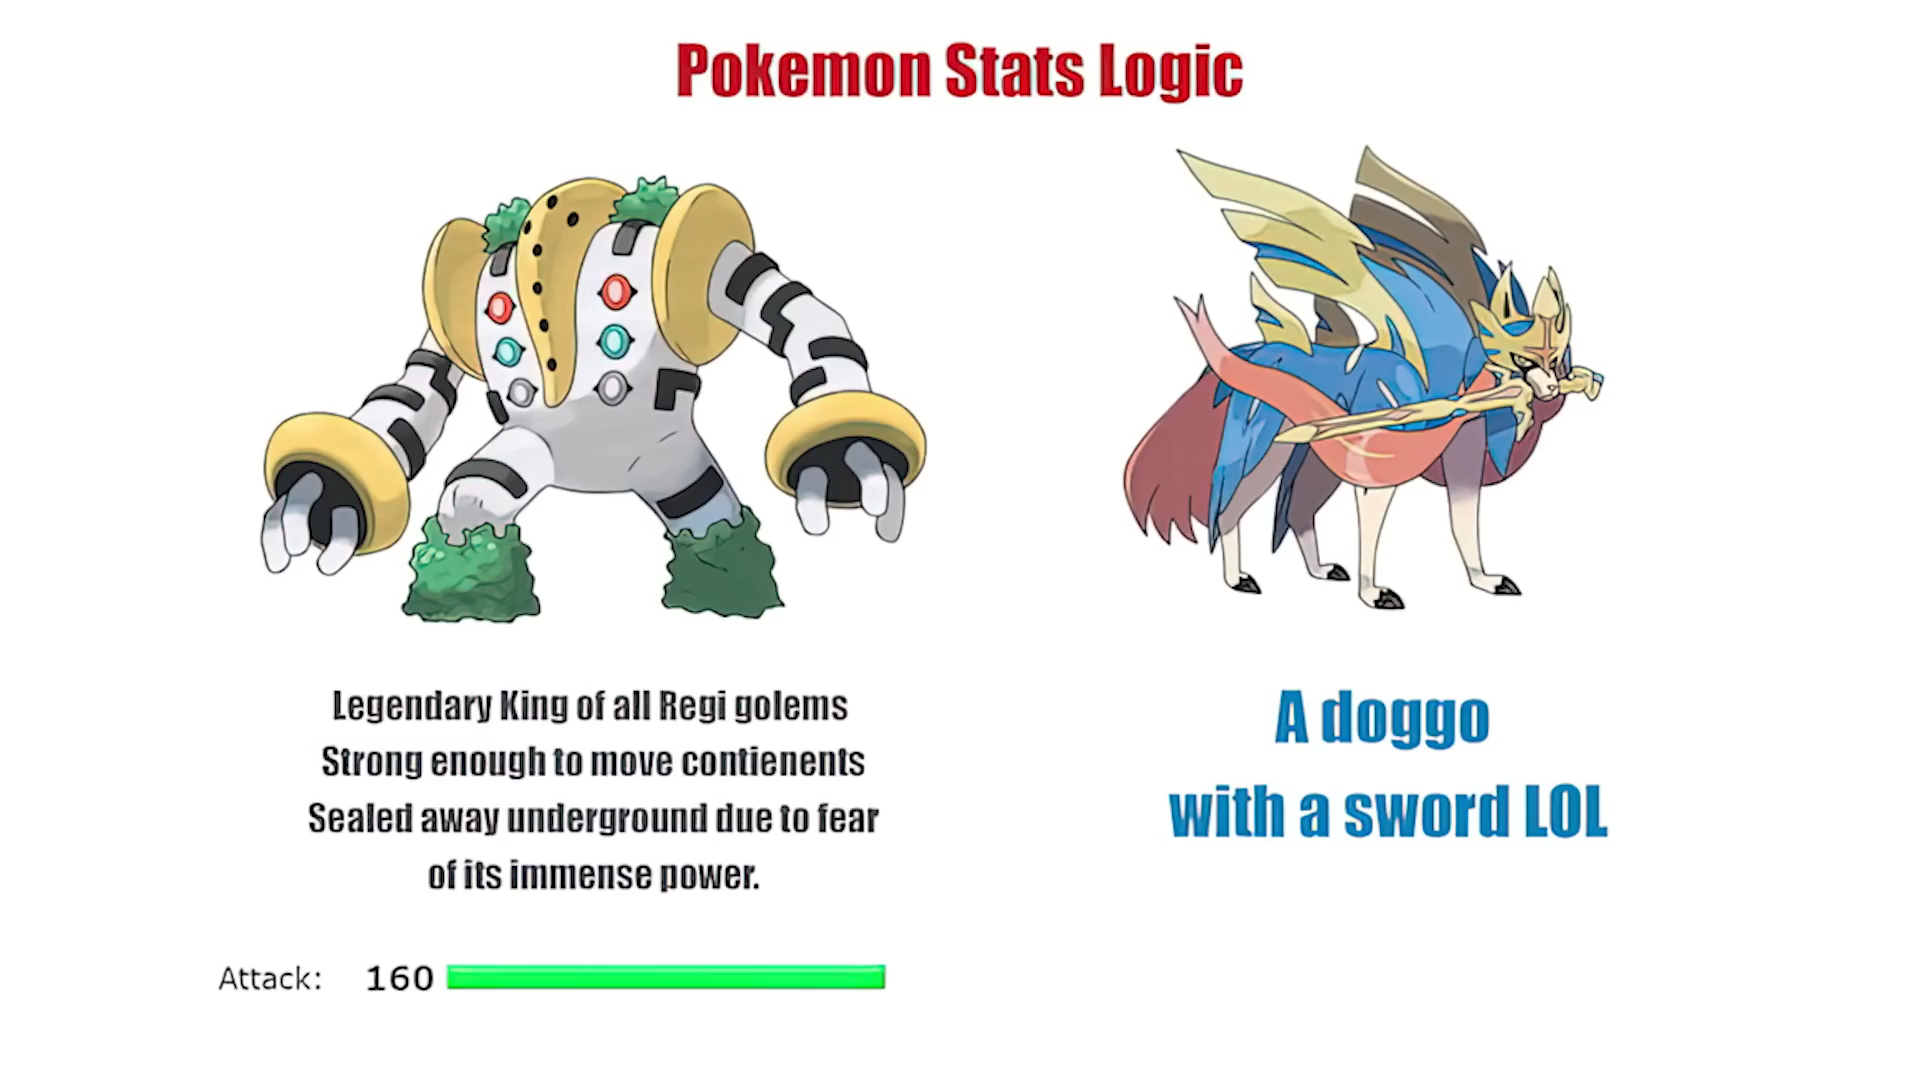 Pokemon Stats Logic
Legendary King of all Regi golems
Strong enough to move contienents
Sealed away underground due to fear
of its immense power.
A doggo
with a sword LOL
Attack: 160